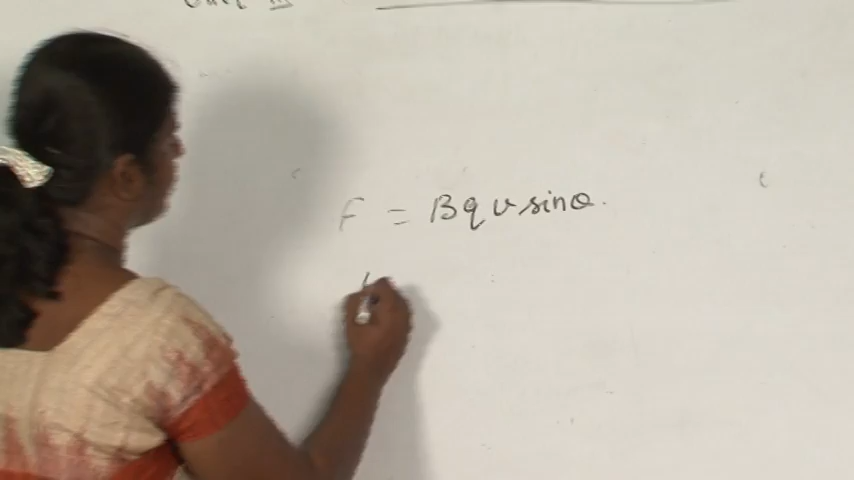 F = Bqv sinθ.